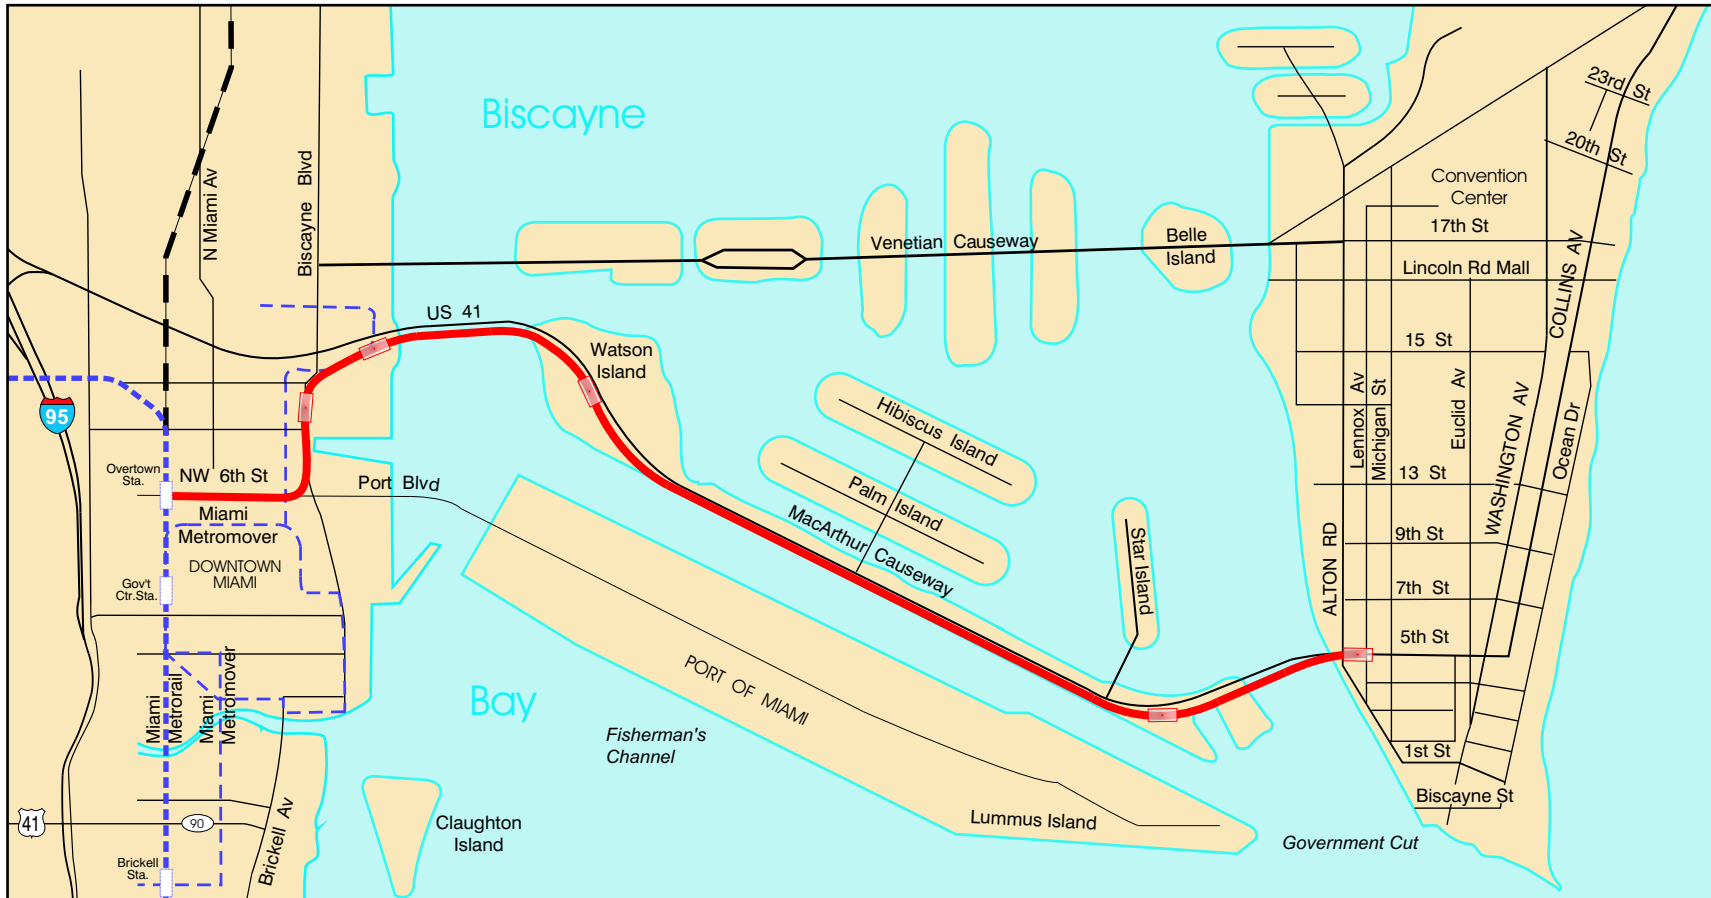 Biscayne
23rd St
20th St
Convention
Center
17th St
N Miami Av
Biscayne Blvd
Venetian Causeway
Belle
Island
Lincoln Rd Mall
COLLINS AV
US 41
15 St
Watson
Island
Lennox Av
Michigan St
Euclid Av
WASHINGTON AV
Ocean Dr
95
Hibiscus Island
Overtown
Sta.
NW 6th St
Port Blvd
13 St
Palm Island
Miami
Metromover
MacArthur Causeway
Star Island
ALTON RD
9th St
DOWNTOWN
MIAMI
Gov't
Ctr.Sta.
7th St
5th St
Miami
Metrorail
Miami
Metromover
PORT OF MIAMI
Bay
Fisherman's
Channel
1st St
Biscayne St
41
90
Brickell Av
Claughton
Island
Lummus Island
Government Cut
Brickell
Sta.